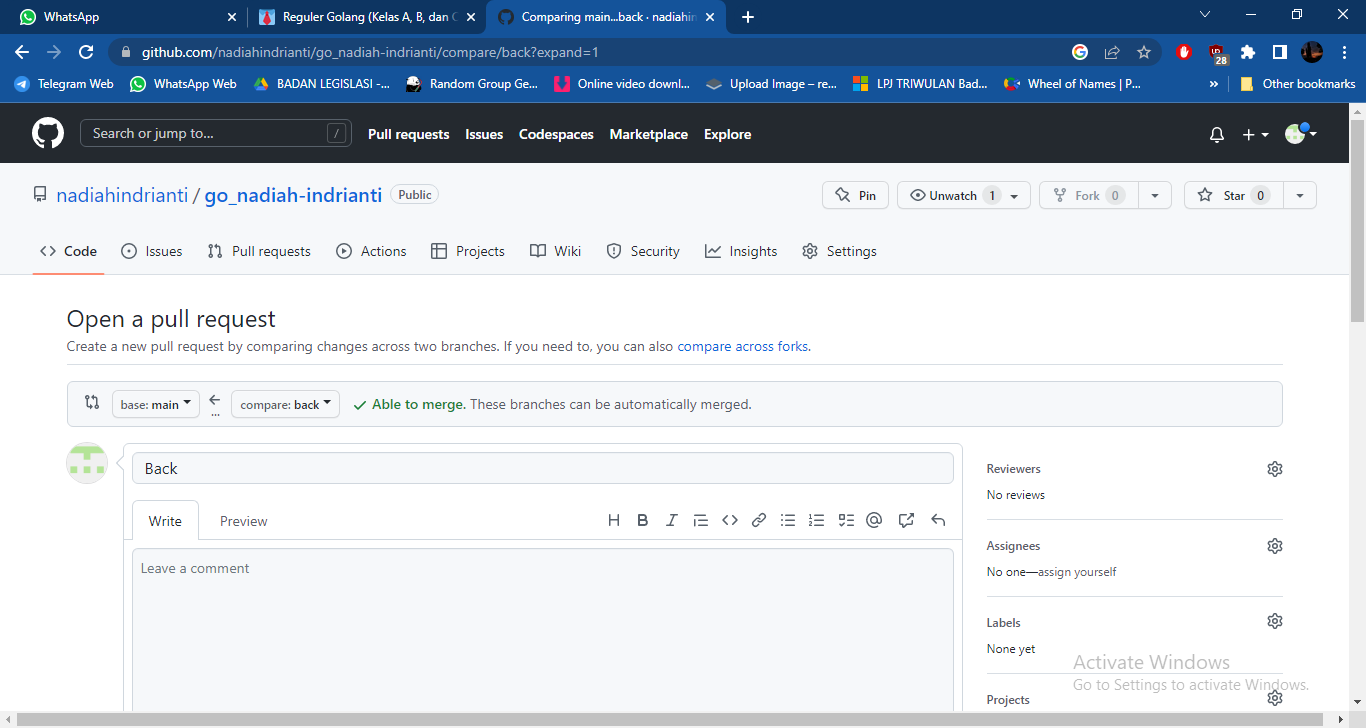 WhatsApp
Reguler Golang (Kelas A, B, dan C
Comparing main...back · nadiahin
github.com/nadiahindrianti/go_nadiah-indrianti/compare/back?expand=1
28
Telegram Web
WhatsApp Web
BADAN LEGISLASI -...
Random Group Ge...
Online video downl...
Upload Image – re...
LPJ TRIWULAN Bad...
Wheel of Names | P...
»
Other bookmarks
Search or jump to...
/
Pull requests
Issues
Codespaces
Marketplace
Explore
nadiahindrianti / go_nadiah-indrianti
Public
Pin
Unwatch 1
Fork 0
Star 0
Code
Issues
Pull requests
Actions
Projects
Wiki
Security
Insights
Settings
Open a pull request
Create a new pull request by comparing changes across two branches. If you need to, you can also compare across forks.
base: main
...
compare: back
Able to merge. These branches can be automatically merged.
Back
Write
Preview
H B I
Leave a comment
Reviewers
No reviews
Assignees
No one—assign yourself
Labels
None yet
Projects
Activate Windows
Go to Settings to activate Windows.